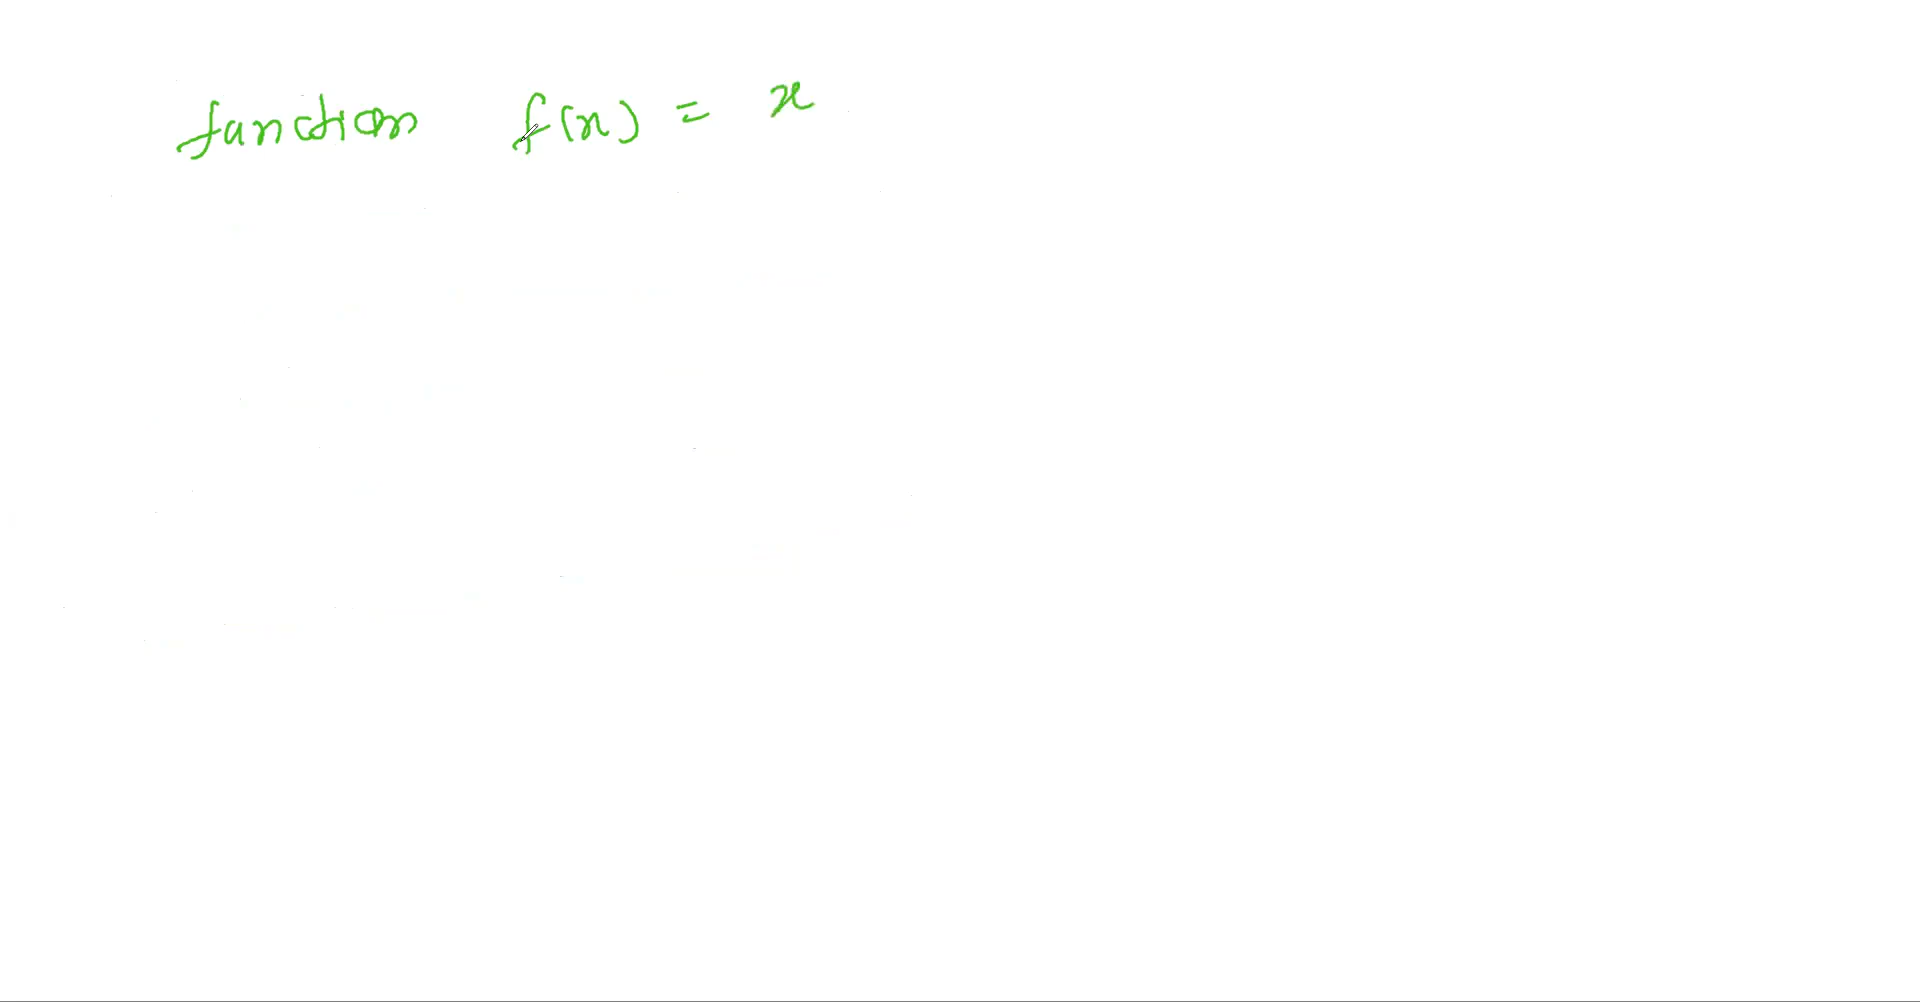 function f(x) = x